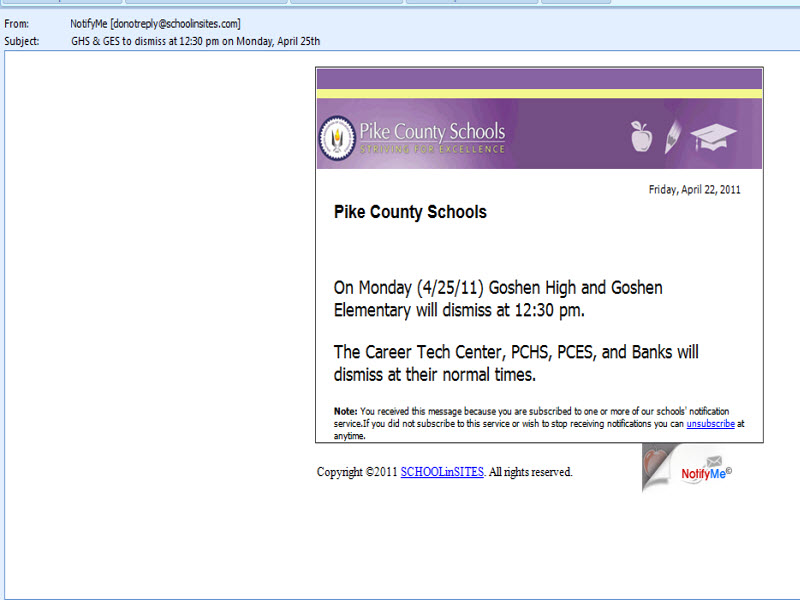 From: NotifyMe [donotreply@schoolinsites.com]
Subject: GHS & GES to dismiss at 12:30 pm on Monday, April 25th
Pike County Schools
STRIVING FOR EXCELLENCE
Friday, April 22, 2011
Pike County Schools
On Monday (4/25/11) Goshen High and Goshen
Elementary will dismiss at 12:30 pm.
The Career Tech Center, PCHS, PCES, and Banks will
dismiss at their normal times.
Note: You received this message because you are subscribed to one or more of our schools' notification
service.If you did not subscribe to this service or wish to stop receiving notifications you can unsubscribe at
anytime.
Copyright ©2011 SCHOOLinSITES. All rights reserved.
NotifyMe©